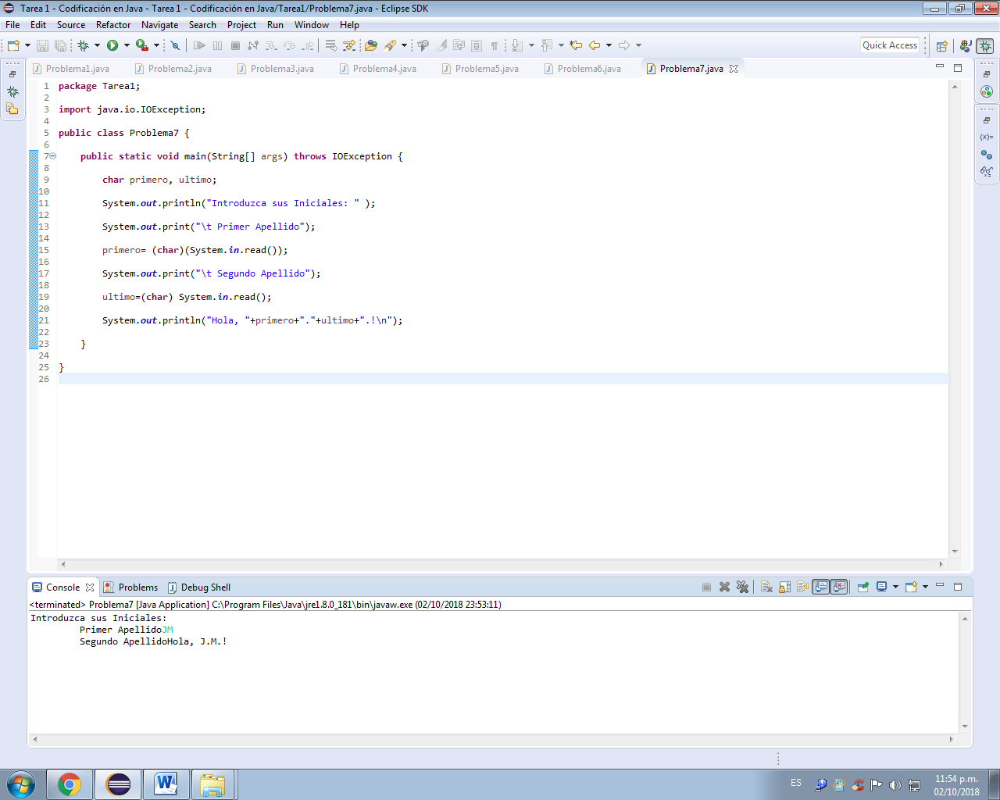 Tarea 1 - Codificación en Java - Tarea 1 - Codificación en Java/Tarea1/Problema7.java - Eclipse SDK
File Edit Source Refactor Navigate Search Project Run Window Help
Quick Access
Problema1.java Problema2.java Problema3.java Problema4.java Problema5.java Problema6.java Problema7.java
1 package Tarea1;
2
3 import java.io.IOException;
4
5 public class Problema7 {
6
7 public static void main(String[] args) throws IOException {
8
9 char primero, ultimo;
10
11 System.out.println("Introduzca sus Iniciales: " );
12
13 System.out.print("\t Primer Apellido");
14
15 primero= (char)(System.in.read());
16
17 System.out.print("\t Segundo Apellido");
18
19 ultimo=(char) System.in.read();
20
21 System.out.println("Hola, "+primero+"."+ultimo+".!\n");
22
23 }
24
25 }
26
(x)=
Console Problems Debug Shell
<terminated> Problema7 [Java Application] C:\Program Files\Java\jre1.8.0_181\bin\javaw.exe (02/10/2018 23:53:11)
Introduzca sus Iniciales:
Primer ApellidoJM
Segundo ApellidoHola, J.M.!
ES
11:54 p.m.
02/10/2018